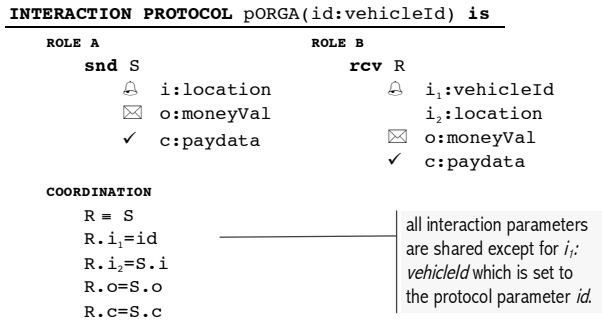 INTERACTION PROTOCOL pORGA(id:vehicleId) is
ROLE A
snd S
🔔 i:location
✉ o:moneyVal
✓ c:paydata
ROLE B
rcv R
🔔 i₁:vehicleId
i₂:location
✉ o:moneyVal
✓ c:paydata
COORDINATION
R ≡ S
R.i₁=id
R.i₂=S.i
R.o=S.o
R.c=S.c
all interaction parameters
are shared except for i₁:
vehicleId which is set to
the protocol parameter id.